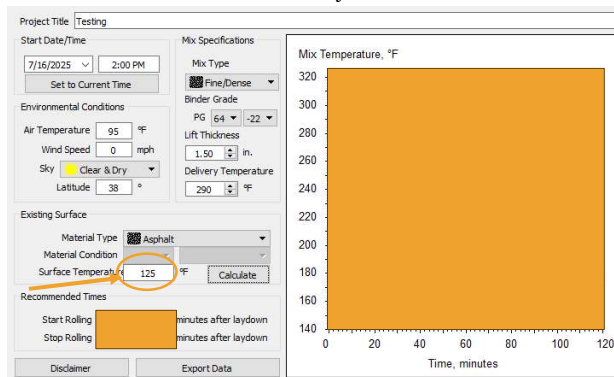 Project Title Testing
Start Date/Time
7/16/2025 2:00 PM
Set to Current Time
Environmental Conditions
Air Temperature 95 °F
Wind Speed 0 mph
Sky Clear & Dry
Latitude 38 °
Mix Specifications
Mix Type
Fine/Dense
Binder Grade
PG 64 -22
Lift Thickness
1.50 in.
Delivery Temperature
290 °F
Existing Surface
Material Type Asphalt
Material Condition
Surface Temperature 125 °F Calculate
Recommended Times
Start Rolling minutes after laydown
Stop Rolling minutes after laydown
Disclaimer Export Data
Mix Temperature, °F
320
300
280
260
240
220
200
180
160
140
0 20 40 60 80 100 120
Time, minutes